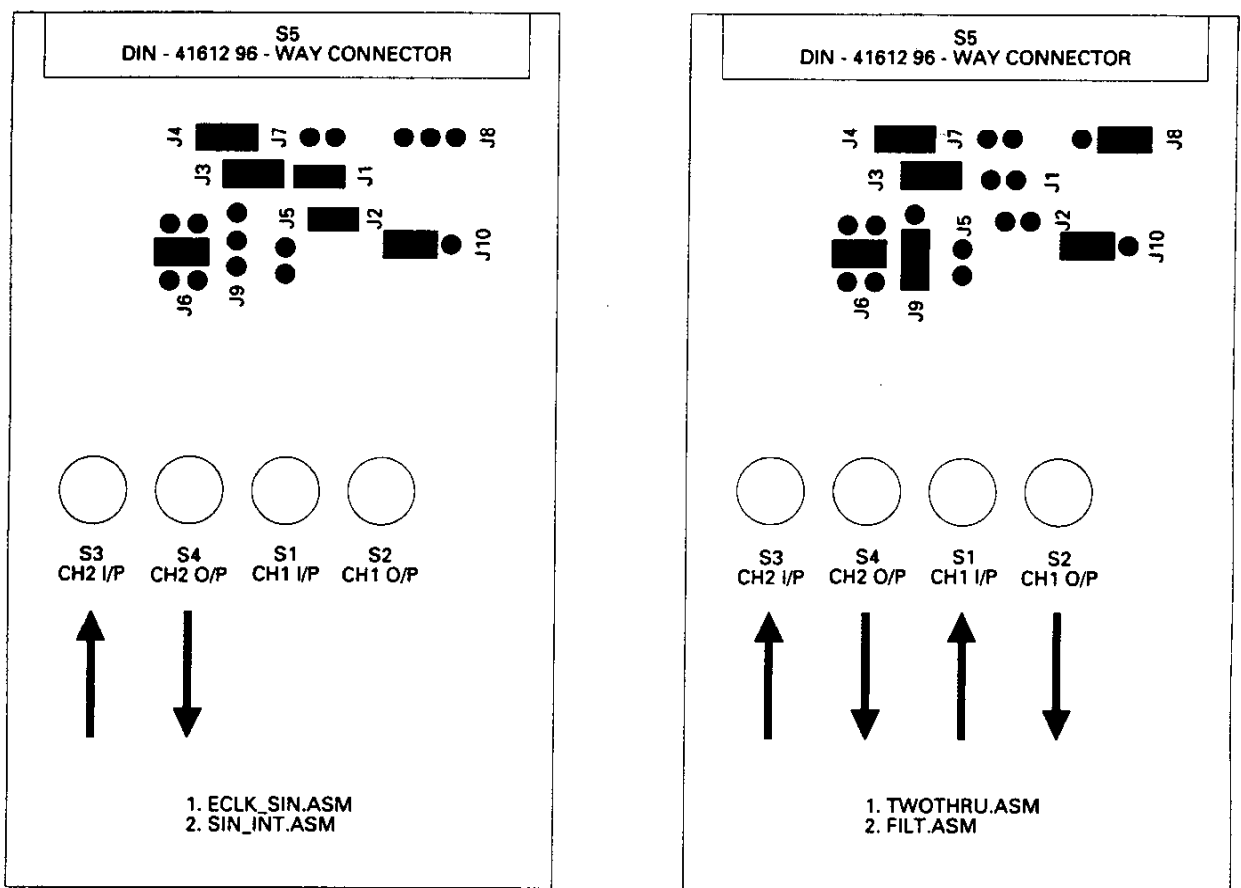 S5
DIN - 41612 96 - WAY CONNECTOR
J4
J7
J8
J3
J1
J5
J2
J10
J6
J9
S3
CH2 I/P
S4
CH2 O/P
S1
CH1 I/P
S2
CH1 O/P
1. ECLK_SIN.ASM
2. SIN_INT.ASM
S5
DIN - 41612 96 - WAY CONNECTOR
J4
J7
J8
J3
J1
J5
J2
J10
J6
J9
S3
CH2 I/P
S4
CH2 O/P
S1
CH1 I/P
S2
CH1 O/P
1. TWOTHRU.ASM
2. FILT.ASM